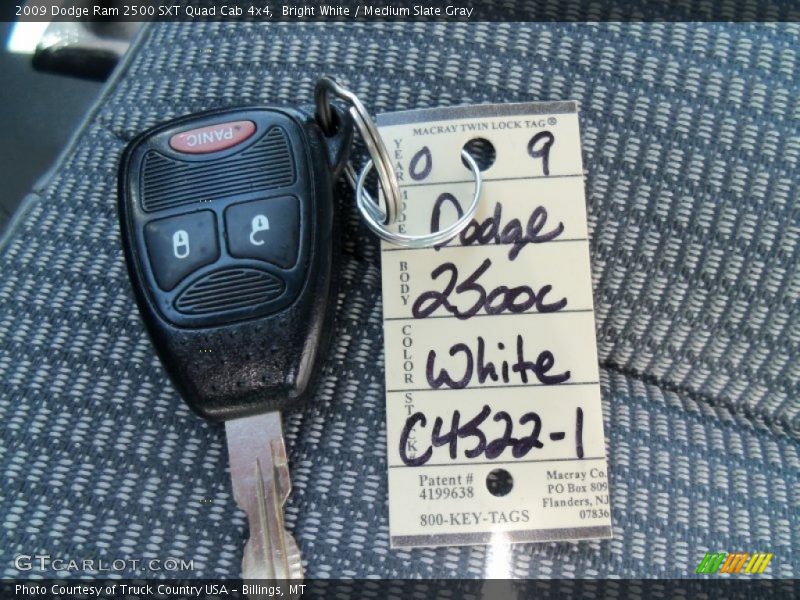 2009 Dodge Ram 2500 SXT Quad Cab 4x4, Bright White / Medium Slate Gray
PANIC
MACRAY TWIN LOCK TAG®
YEAR 0 9
Dodge
BODY 2500c
COLOR White
STOCK# C4522-1
Patent #
4199638
Macray Co.
PO Box 809
Flanders, NJ
07836
800-KEY-TAGS
GTCARLOT.COM
Photo Courtesy of Truck Country USA - Billings, MT